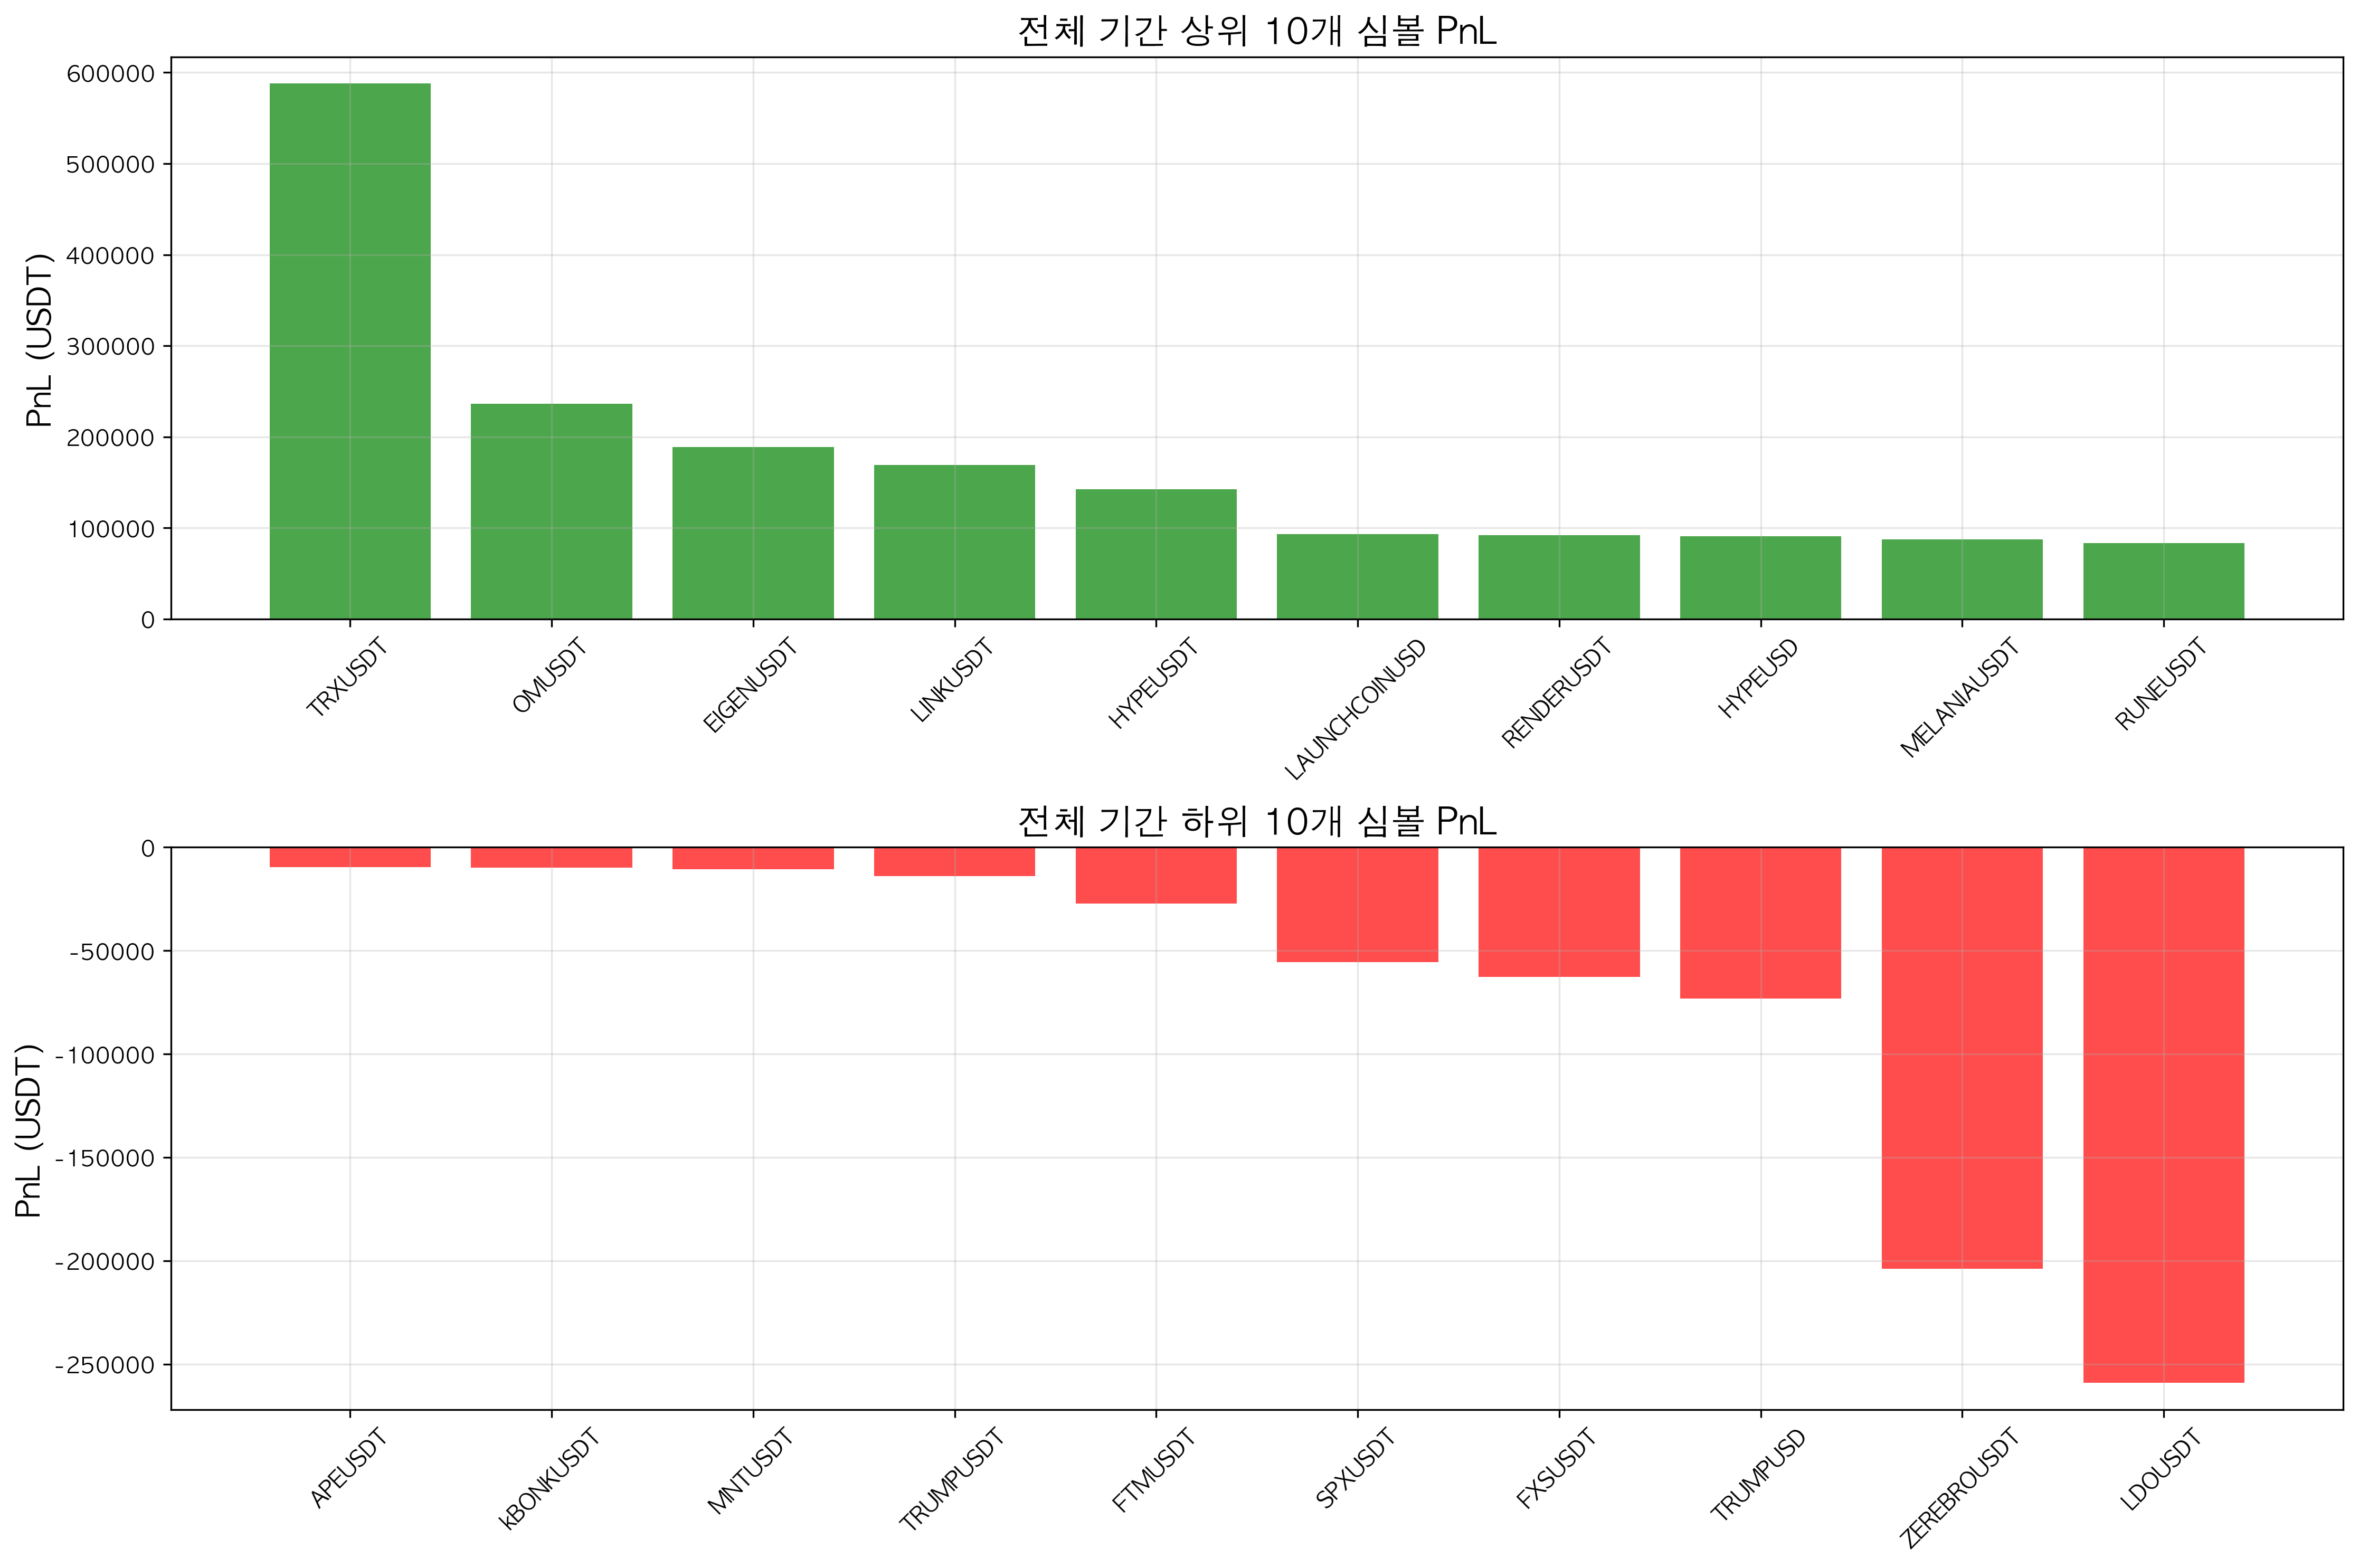 전체 기간 상위 10개 심볼 PnL
PnL (USDT)
600000
500000
400000
300000
200000
100000
0
TRXUSDT
OMUSDT
EIGENUSDT
LINKUSDT
HYPEUSDT
LAUNCHCOINUSD
RENDERUSDT
HYPEUSD
MELANIAUSDT
RUNEUSDT
전체 기간 하위 10개 심볼 PnL
PnL (USDT)
0
-50000
-100000
-150000
-200000
-250000
APEUSDT
kBONKUSDT
MNTUSDT
TRUMPUSDT
FTMUSDT
SPXUSDT
FXSUSDT
TRUMPUSD
ZEREBROUSDT
LDOUSDT